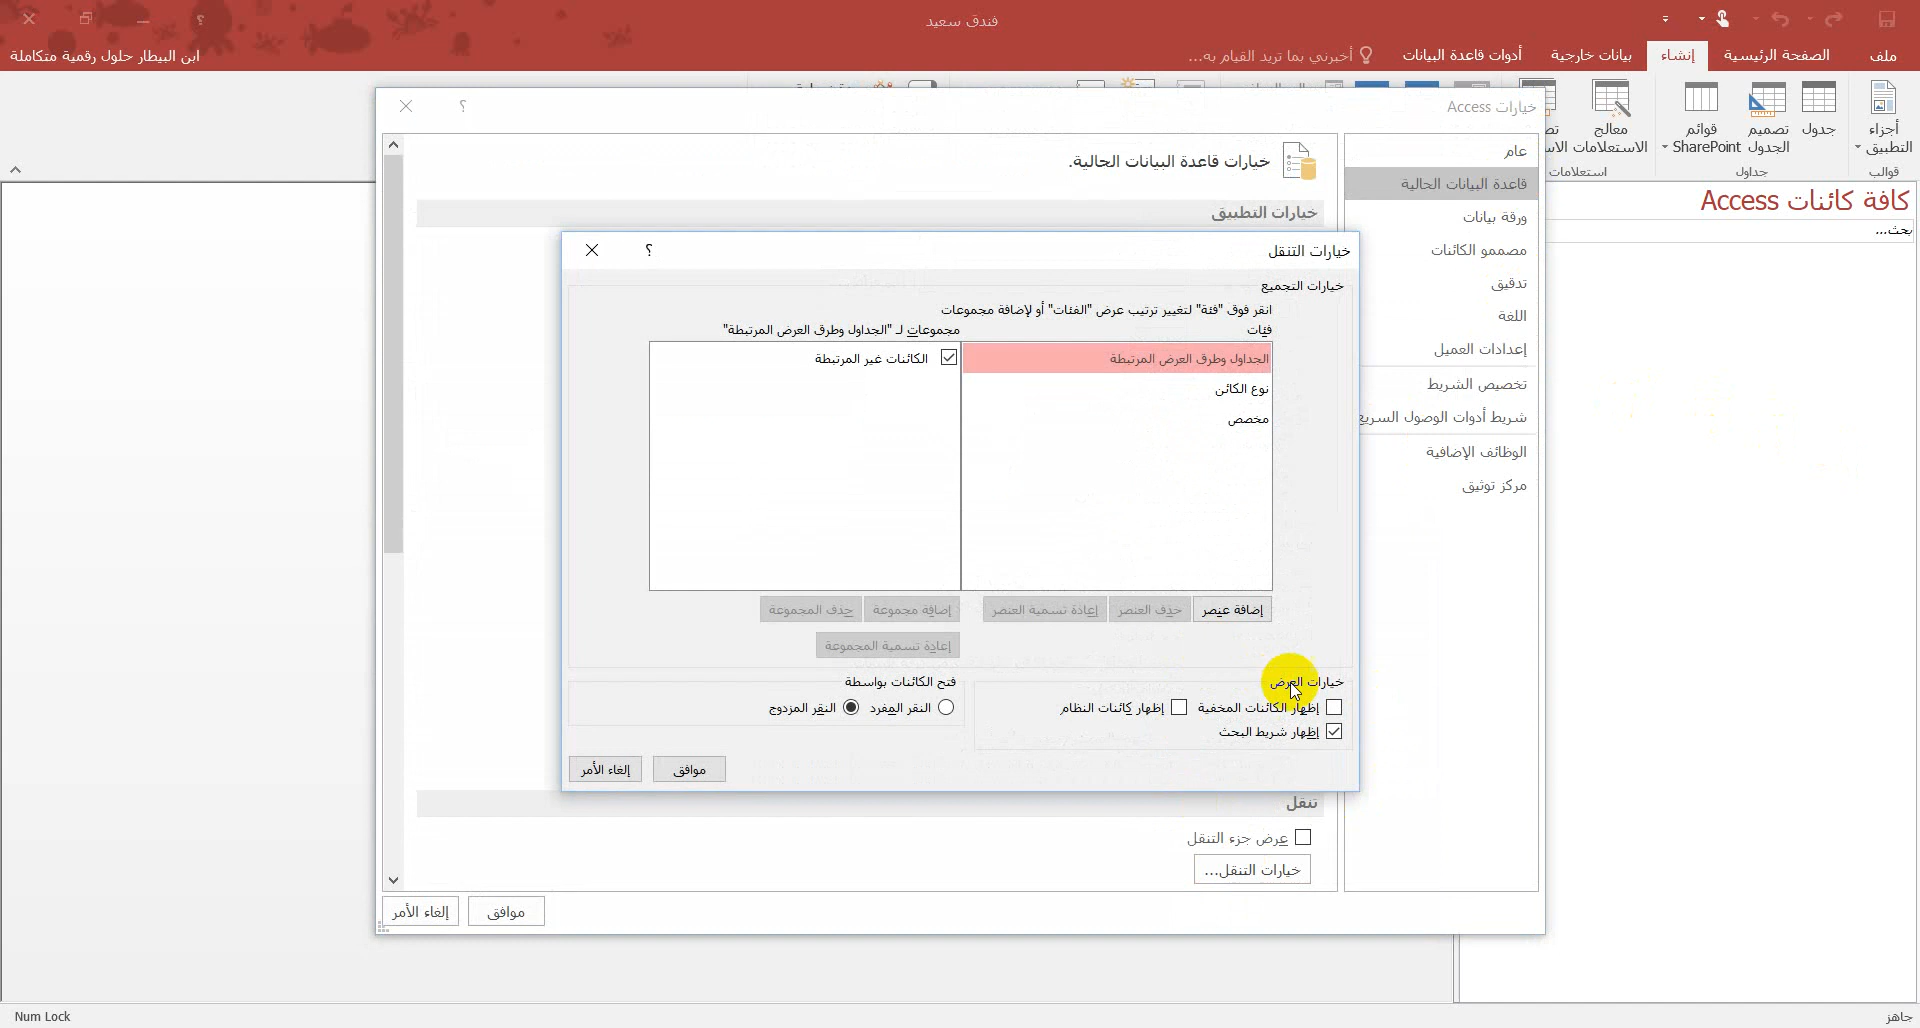 فندق سعيد
ملف
الصفحة الرئيسية
إنشاء
بيانات خارجية
أدوات قاعدة البيانات
أخبرني بما تريد القيام به...
ابن البيطار حلول رقمية متكاملة
أجزاء التطبيق
جدول
تصميم الجدول
قوائم SharePoint
معالج الاستعلامات
قوالب
جداول
استعلامات
كافة كائنات Access
بحث...
خيارات Access
عام
قاعدة البيانات الحالية
ورقة بيانات
مصممو الكائنات
تدقيق
اللغة
إعدادات العميل
تخصيص الشريط
شريط أدوات الوصول السريع
الوظائف الإضافية
مركز توثيق
خيارات قاعدة البيانات الحالية.
خيارات التطبيق
خيارات التنقل
خيارات التجميع
انقر فوق "فئة" لتغيير ترتيب عرض "الفئات" أو لإضافة مجموعات
فئات
مجموعات لـ "الجداول وطرق العرض المرتبطة"
الجداول وطرق العرض المرتبطة
نوع الكائن
مخصص
الكائنات غير المرتبطة
إضافة عنصر
حذف العنصر
إعادة تسمية العنصر
إضافة مجموعة
حذف المجموعة
إعادة تسمية المجموعة
خيارات العرض
إظهار الكائنات المخفية
إظهار كائنات النظام
إظهار شريط البحث
فتح الكائنات بواسطة
النقر المفرد
النقر المزدوج
موافق
إلغاء الأمر
تنقل
عرض جزء التنقل
خيارات التنقل...
موافق
إلغاء الأمر
جاهز
Num Lock